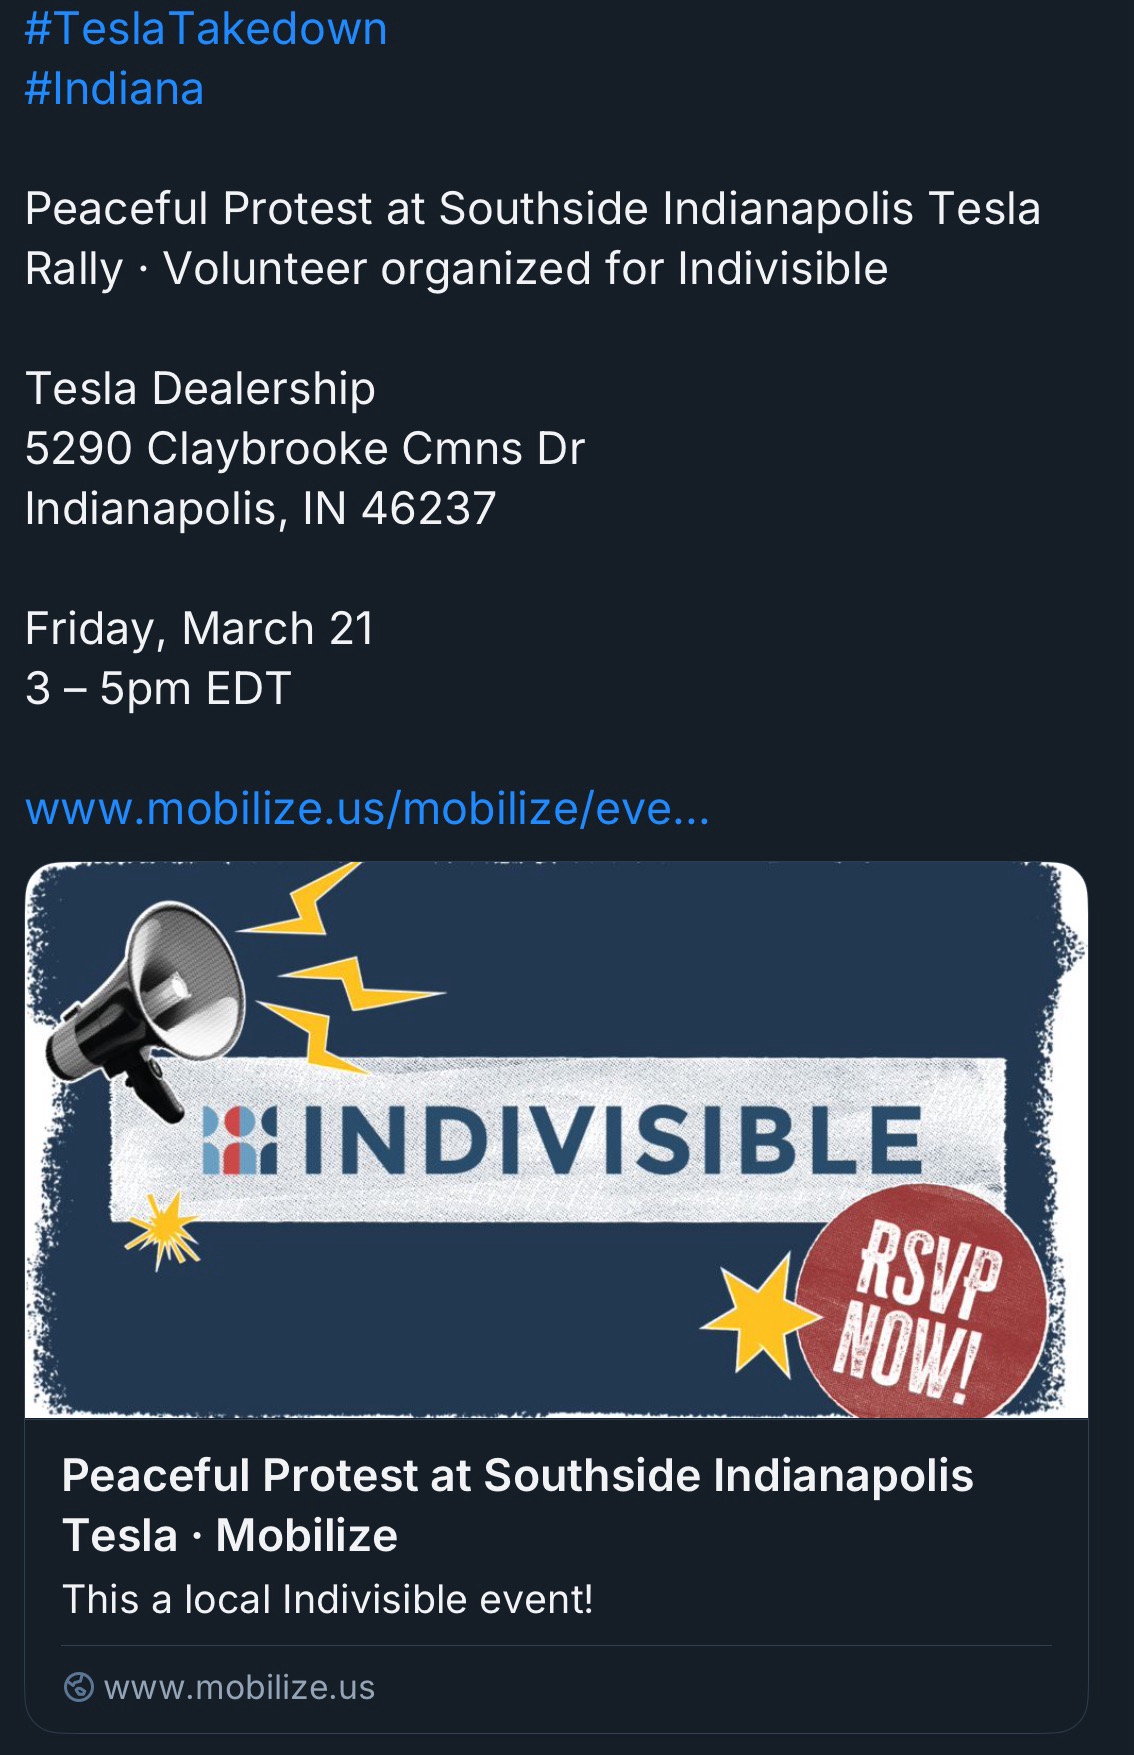 #TeslaTakedown
#Indiana
Peaceful Protest at Southside Indianapolis Tesla
Rally · Volunteer organized for Indivisible
Tesla Dealership
5290 Claybrooke Cmns Dr
Indianapolis, IN 46237
Friday, March 21
3 – 5pm EDT
www.mobilize.us/mobilize/eve...
INDIVISIBLE
RSVP
NOW!
Peaceful Protest at Southside Indianapolis
Tesla · Mobilize
This a local Indivisible event!
www.mobilize.us